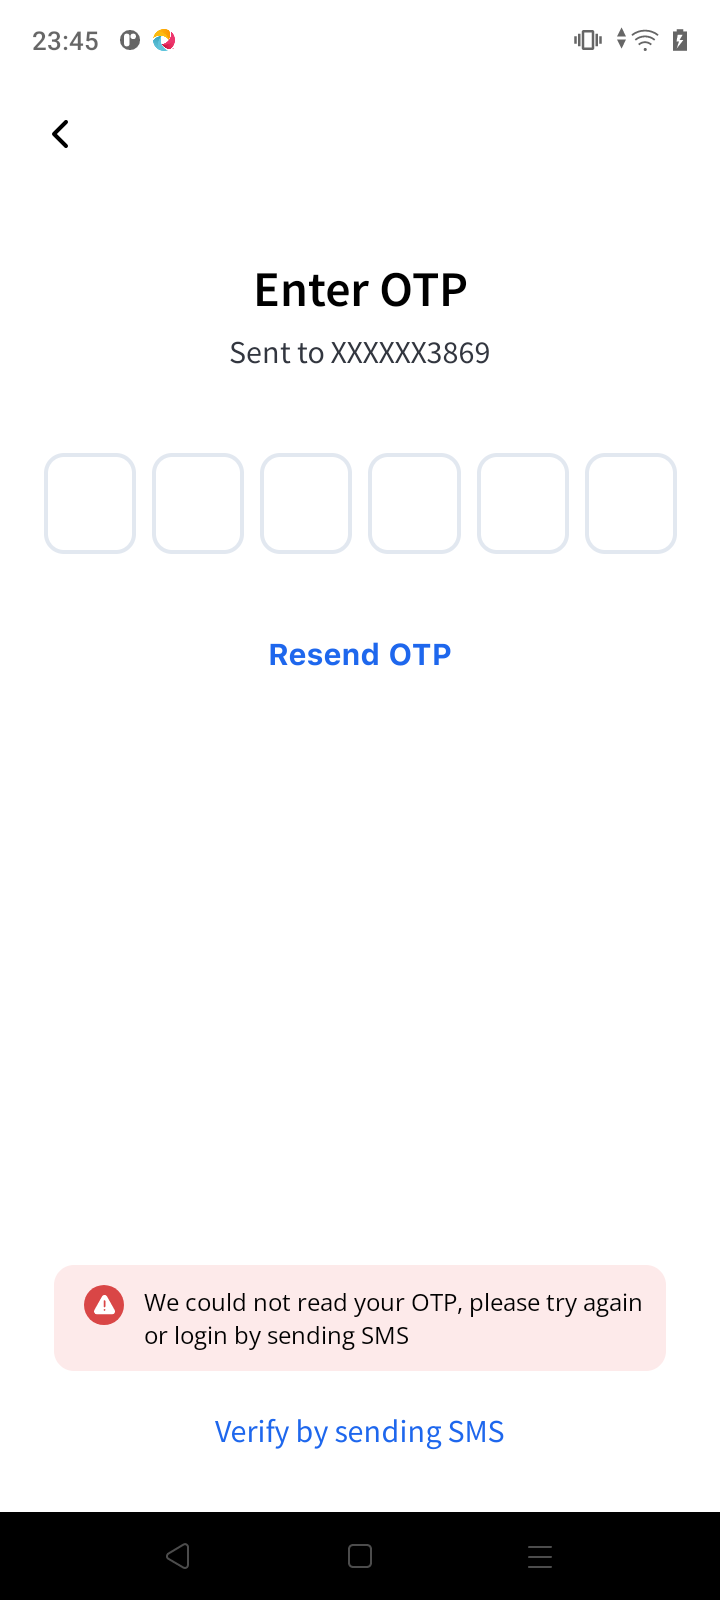 23:45
Enter OTP
Sent to XXXXXX3869
Resend OTP
We could not read your OTP, please try again
or login by sending SMS
Verify by sending SMS